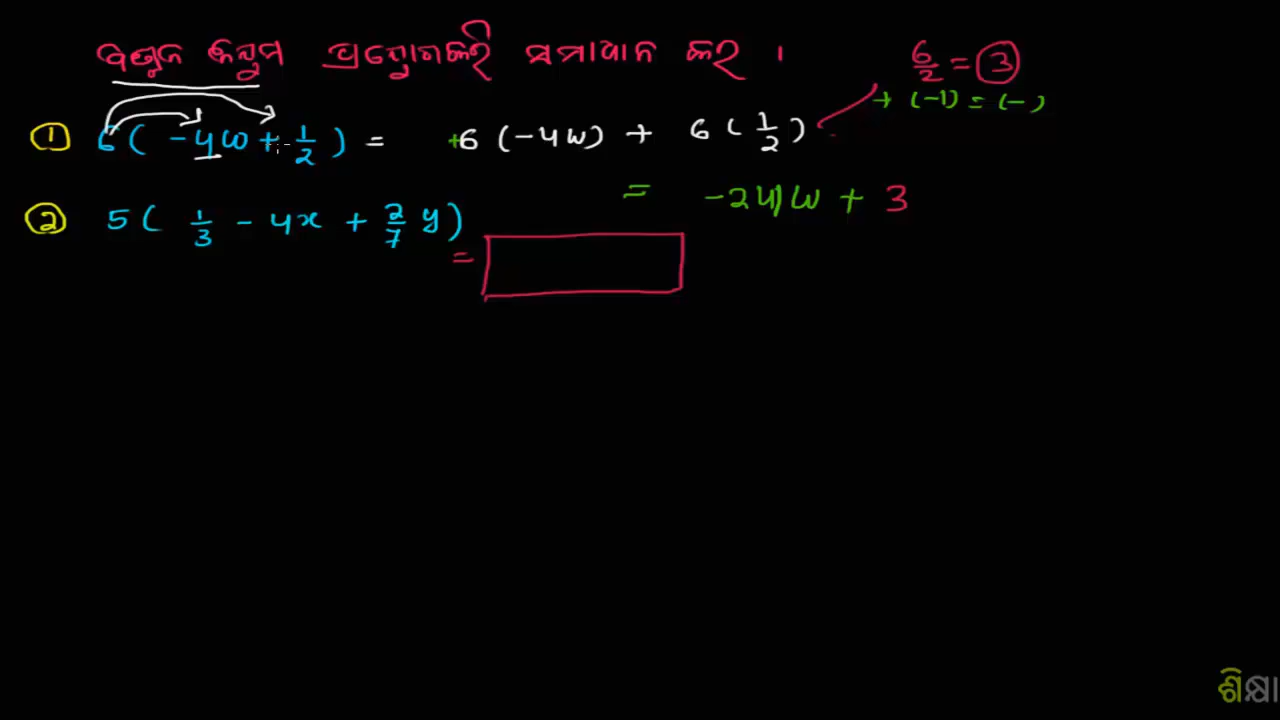 ବଣ୍ଟନ ନିୟମ ପ୍ରୟୋଗକରି ସମାଧାନ କର ।
6/2 = 3
+ (-1) = (-)
① 6 ( -4w + 1/2 ) = +6 (-4w) + 6 ( 1/2 )
= -24w + 3
② 5 ( 1/3 - 4x + 2/7 y )
=
ଶିକ୍ଷା